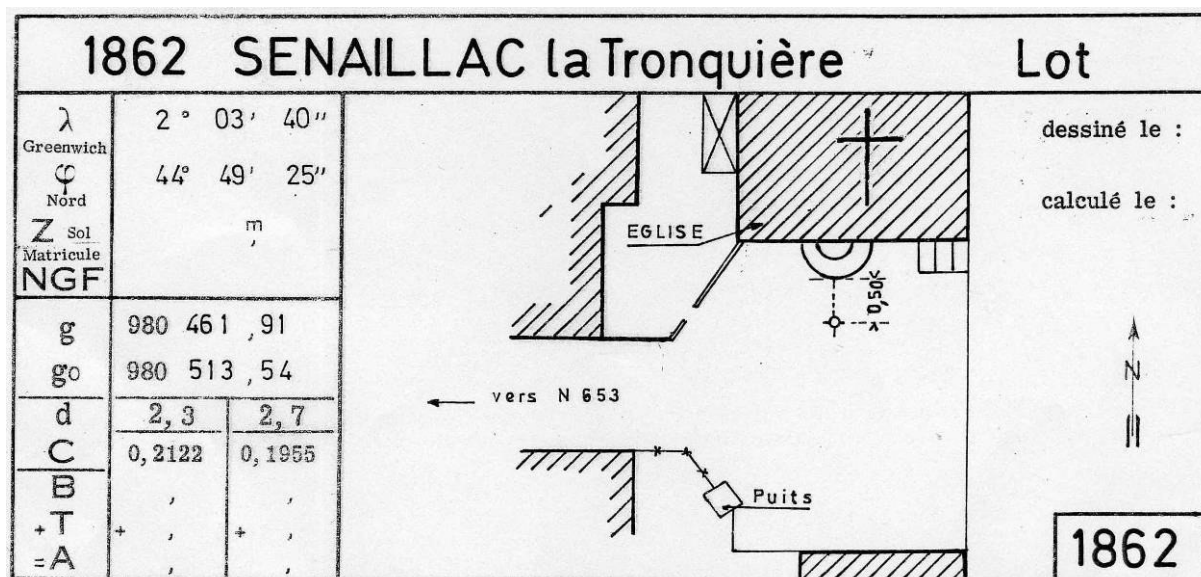 1862 SENAILLAC la Tronquière Lot
λ Greenwich 2° 03' 40"
φ Nord 44° 49' 25"
Z Sol , m
Matricule NGF
g 980 461 ,91
go 980 513 ,54
d 2,3 2,7
C 0,2122 0,1955
B , ,
+ T + , + ,
= A , ,
EGLISE
0,50
vers N 653
Puits
dessiné le :
calculé le :
N
1862